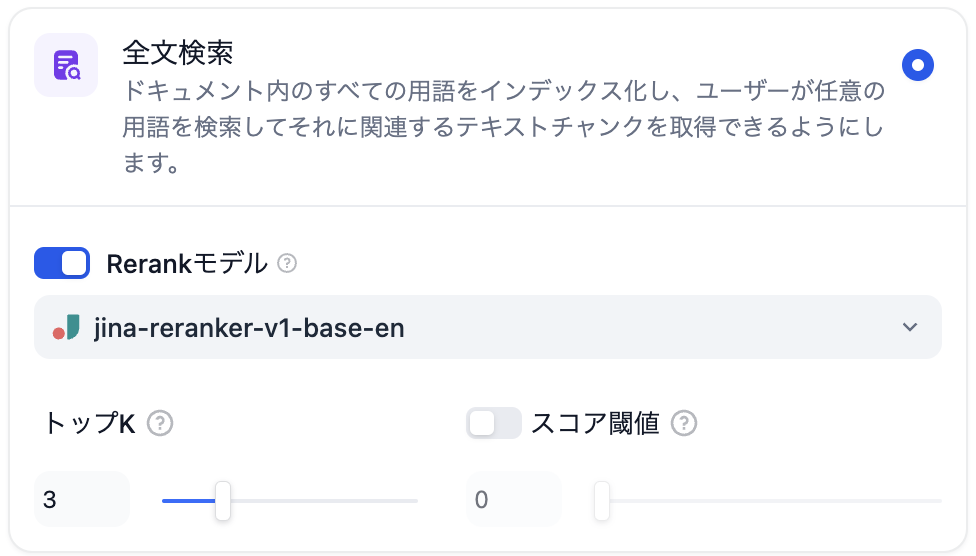 全文検索
ドキュメント内のすべての用語をインデックス化し、ユーザーが任意の
用語を検索してそれに関連するテキストチャンクを取得できるようにし
ます。
Rerankモデル ?
jina-reranker-v1-base-en
トップK ?
スコア閾値 ?
3
0